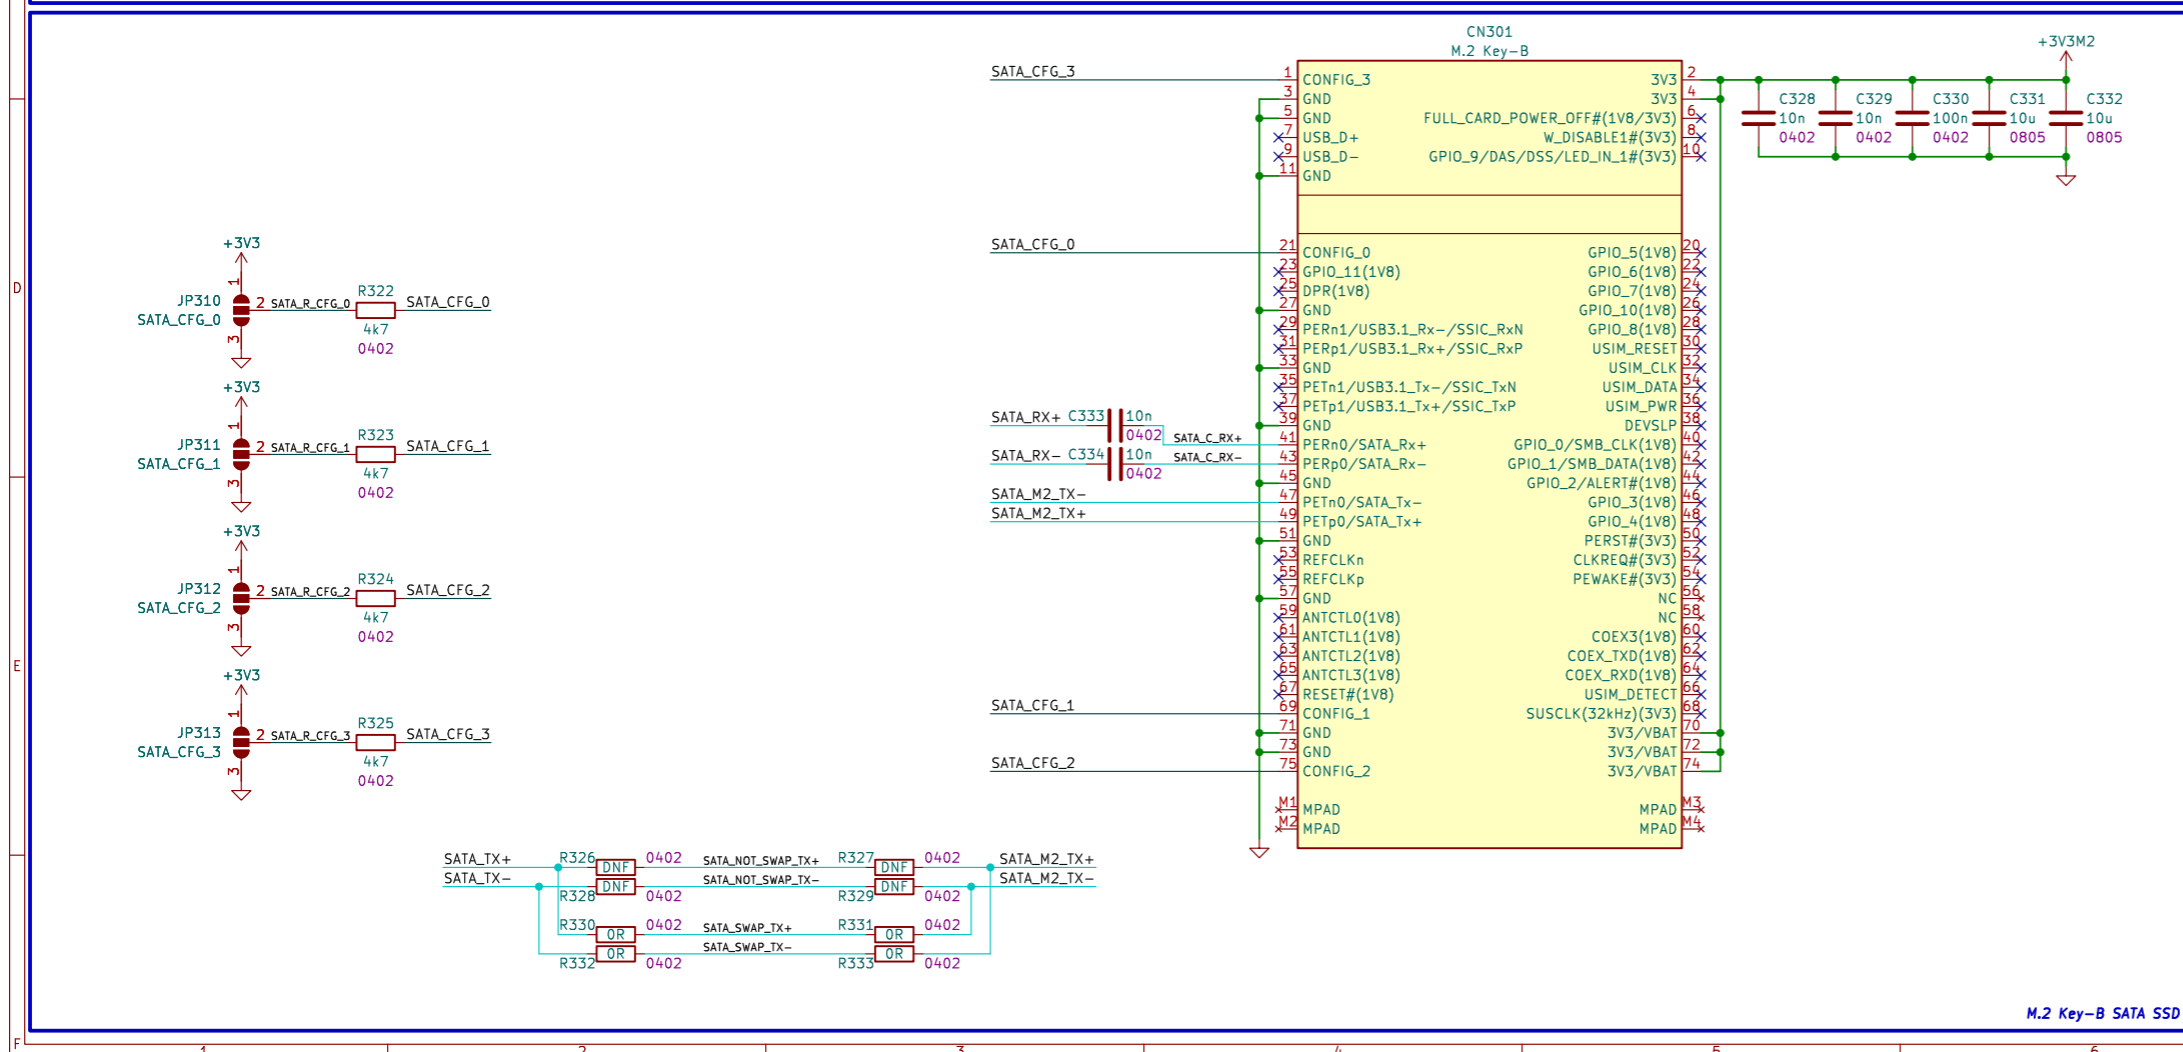 CN301
M.2 Key-B
+3V3M2
SATA_CFG_3
1 CONFIG_3
3 GND
5 GND
7 USB_D+
9 USB_D-
11 GND
3V3 2
3V3 4
FULL_CARD_POWER_OFF#(1V8/3V3) 6
W_DISABLE1#(3V3) 8
GPIO_9/DAS/DSS/LED_IN_1#(3V3) 10
C328
10n
0402
C329
10n
0402
C330
100n
0402
C331
10u
0805
C332
10u
0805
SATA_CFG_0
21 CONFIG_0
23 GPIO_11(1V8)
25 DPR(1V8)
27 GND
29 PERn1/USB3.1_Rx-/SSIC_RxN
31 PERp1/USB3.1_Rx+/SSIC_RxP
33 GND
35 PETn1/USB3.1_Tx-/SSIC_TxN
37 PETp1/USB3.1_Tx+/SSIC_TxP
39 GND
41 PERn0/SATA_Rx+
43 PERp0/SATA_Rx-
45 GND
47 PETn0/SATA_Tx-
49 PETp0/SATA_Tx+
51 GND
53 REFCLKn
55 REFCLKp
57 GND
59 ANTCTL0(1V8)
61 ANTCTL1(1V8)
63 ANTCTL2(1V8)
65 ANTCTL3(1V8)
67 RESET#(1V8)
69 CONFIG_1
71 GND
73 GND
75 CONFIG_2
M1 MPAD
M2 MPAD
GPIO_5(1V8) 20
GPIO_6(1V8) 22
GPIO_7(1V8) 24
GPIO_10(1V8) 26
GPIO_8(1V8) 28
USIM_RESET 30
USIM_CLK 32
USIM_DATA 34
USIM_PWR 36
DEVSLP 38
GPIO_0/SMB_CLK(1V8) 40
GPIO_1/SMB_DATA(1V8) 42
GPIO_2/ALERT#(1V8) 44
GPIO_3(1V8) 46
GPIO_4(1V8) 48
PERST#(3V3) 50
CLKREQ#(3V3) 52
PEWAKE#(3V3) 54
NC 56
NC 58
COEX3(1V8) 60
COEX_TXD(1V8) 62
COEX_RXD(1V8) 64
USIM_DETECT 66
SUSCLK(32kHz)(3V3) 68
3V3/VBAT 70
3V3/VBAT 72
3V3/VBAT 74
MPAD M3
MPAD M4
SATA_RX+ C333 10n
0402
SATA_C_RX+
SATA_RX- C334 10n
0402
SATA_C_RX-
SATA_M2_TX-
SATA_M2_TX+
SATA_CFG_1
SATA_CFG_2
+3V3
1
JP310
SATA_CFG_0
2 SATA_R_CFG_0
3
R322
4k7
0402
SATA_CFG_0
+3V3
1
JP311
SATA_CFG_1
2 SATA_R_CFG_1
3
R323
4k7
0402
SATA_CFG_1
+3V3
1
JP312
SATA_CFG_2
2 SATA_R_CFG_2
3
R324
4k7
0402
SATA_CFG_2
+3V3
1
JP313
SATA_CFG_3
2 SATA_R_CFG_3
3
R325
4k7
0402
SATA_CFG_3
SATA_TX+ R326 DNF 0402 SATA_NOT_SWAP_TX+ R327 DNF 0402 SATA_M2_TX+
SATA_TX- R328 DNF 0402 SATA_NOT_SWAP_TX- R329 DNF 0402 SATA_M2_TX-
R330 0R 0402 SATA_SWAP_TX+ R331 0R 0402
R332 0R 0402 SATA_SWAP_TX- R333 0R 0402
M.2 Key-B SATA SSD
D
E
F
1 2 3 4 5 6